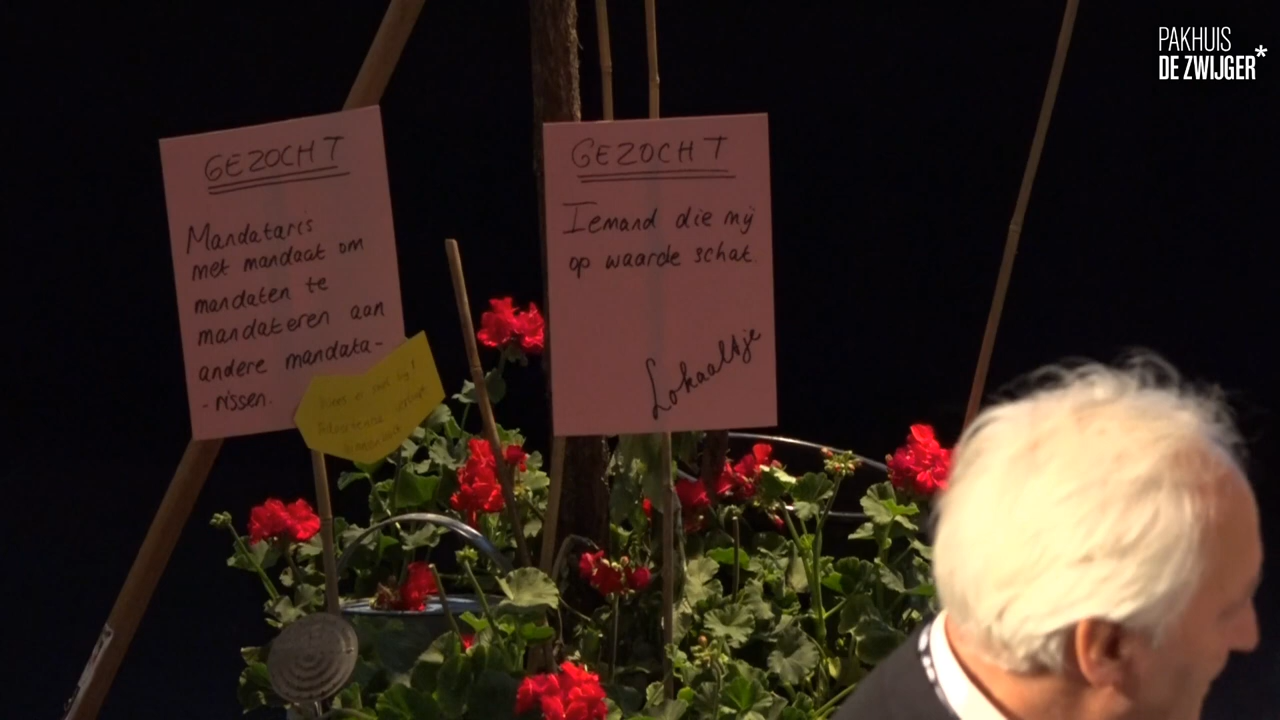 PAKHUIS
DE ZWIJGER*
GEZOCHT
Mandataris
met mandaat om
mandaten te
mandateren aan
andere mandata-
-rissen.
GEZOCHT
Iemand die mij
op waarde schat.
Lokaaltje